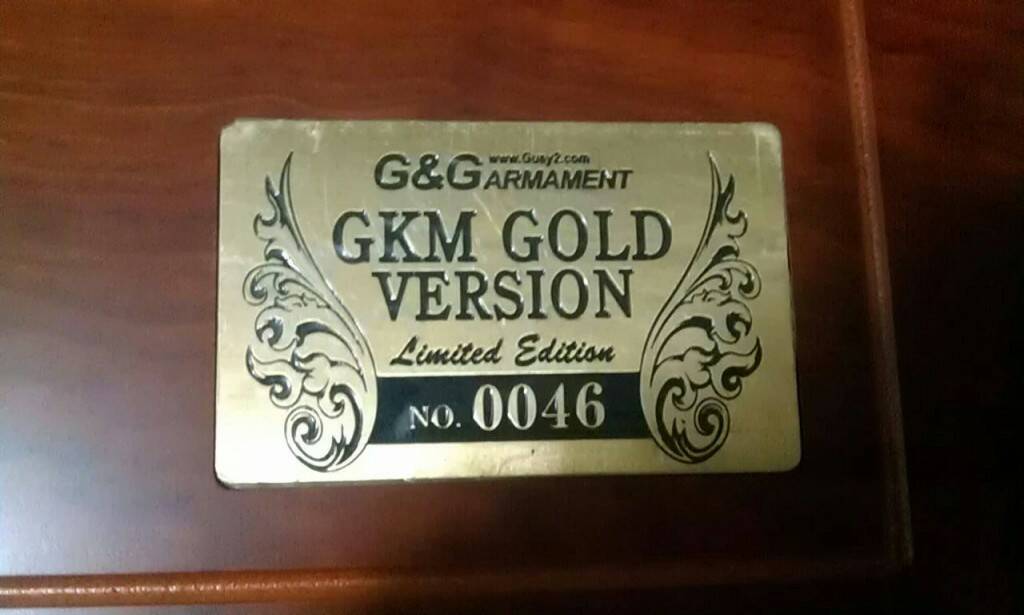 www.Guay2.com
G&G ARMAMENT
GKM GOLD
VERSION
Limited Edition
NO. 0046